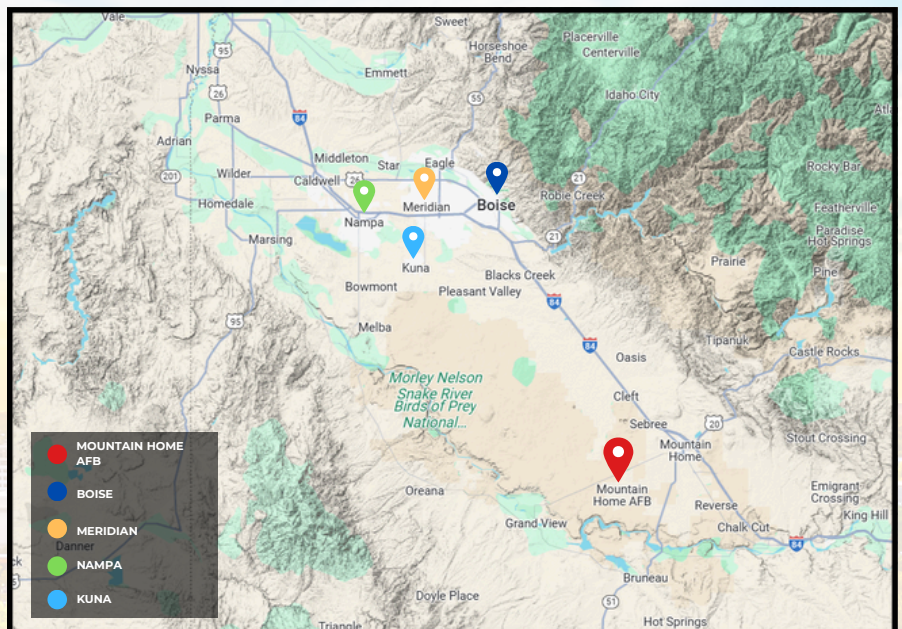 Vale
Sweet
Placerville
Centerville
Horseshoe
Bend
95
Nyssa
Emmett
26
55
Idaho City
84
Parma
Adrian
Middleton
Star
Eagle
Rocky Bar
201
Wilder
Caldwell
26
21
Robie Creek
Homedale
Meridian
Boise
Featherville
Nampa
Paradise
Hot Springs
Marsing
21
Kuna
Prairie
Pine
Blacks Creek
Bowmont
Pleasant Valley
84
95
Melba
Tipanuk
84
Castle Rocks
Oasis
Morley Nelson
Snake River
Birds of Prey
National...
Cleft
Sebree
20
Stout Crossing
Mountain
Home
MOUNTAIN HOME
AFB
BOISE
MERIDIAN
NAMPA
KUNA
Oreana
Mountain
Home AFB
Emigrant
Crossing
Reverse
King Hill
Grand View
Chalk Cut
84
Danner
Bruneau
Doyle Place
51
Hot Springs
Triangle